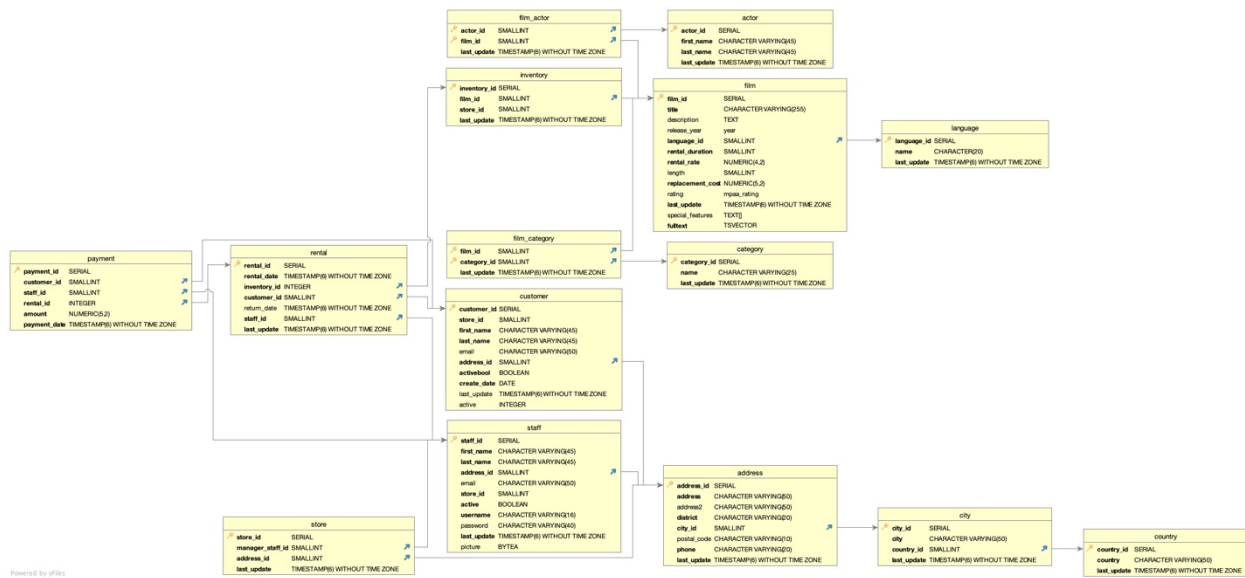 film_actor
actor_id SMALLINT
film_id SMALLINT
last_update TIMESTAMP(6) WITHOUT TIME ZONE
actor
actor_id SERIAL
first_name CHARACTER VARYING(45)
last_name CHARACTER VARYING(45)
last_update TIMESTAMP(6) WITHOUT TIME ZONE
inventory
inventory_id SERIAL
film_id SMALLINT
store_id SMALLINT
last_update TIMESTAMP(6) WITHOUT TIME ZONE
film
film_id SERIAL
title CHARACTER VARYING(255)
description TEXT
release_year year
language_id SMALLINT
rental_duration SMALLINT
rental_rate NUMERIC(4,2)
length SMALLINT
replacement_cost NUMERIC(5,2)
rating mpaa_rating
last_update TIMESTAMP(6) WITHOUT TIME ZONE
special_features TEXT[]
fulltext TSVECTOR
language
language_id SERIAL
name CHARACTER(20)
last_update TIMESTAMP(6) WITHOUT TIME ZONE
film_category
film_id SMALLINT
category_id SMALLINT
last_update TIMESTAMP(6) WITHOUT TIME ZONE
category
category_id SERIAL
name CHARACTER VARYING(25)
last_update TIMESTAMP(6) WITHOUT TIME ZONE
payment
payment_id SERIAL
customer_id SMALLINT
staff_id SMALLINT
rental_id INTEGER
amount NUMERIC(5,2)
payment_date TIMESTAMP(6) WITHOUT TIME ZONE
rental
rental_id SERIAL
rental_date TIMESTAMP(6) WITHOUT TIME ZONE
inventory_id INTEGER
customer_id SMALLINT
return_date TIMESTAMP(6) WITHOUT TIME ZONE
staff_id SMALLINT
last_update TIMESTAMP(6) WITHOUT TIME ZONE
customer
customer_id SERIAL
store_id SMALLINT
first_name CHARACTER VARYING(45)
last_name CHARACTER VARYING(45)
email CHARACTER VARYING(50)
address_id SMALLINT
activebool BOOLEAN
create_date DATE
last_update TIMESTAMP(6) WITHOUT TIME ZONE
active INTEGER
staff
staff_id SERIAL
first_name CHARACTER VARYING(45)
last_name CHARACTER VARYING(45)
address_id SMALLINT
email CHARACTER VARYING(50)
store_id SMALLINT
active BOOLEAN
username CHARACTER VARYING(16)
password CHARACTER VARYING(40)
last_update TIMESTAMP(6) WITHOUT TIME ZONE
picture BYTEA
store
store_id SERIAL
manager_staff_id SMALLINT
address_id SMALLINT
last_update TIMESTAMP(6) WITHOUT TIME ZONE
address
address_id SERIAL
address CHARACTER VARYING(50)
address2 CHARACTER VARYING(50)
district CHARACTER VARYING(20)
city_id SMALLINT
postal_code CHARACTER VARYING(10)
phone CHARACTER VARYING(20)
last_update TIMESTAMP(6) WITHOUT TIME ZONE
city
city_id SERIAL
city CHARACTER VARYING(50)
country_id SMALLINT
last_update TIMESTAMP(6) WITHOUT TIME ZONE
country
country_id SERIAL
country CHARACTER VARYING(50)
last_update TIMESTAMP(6) WITHOUT TIME ZONE
Powered by yFiles